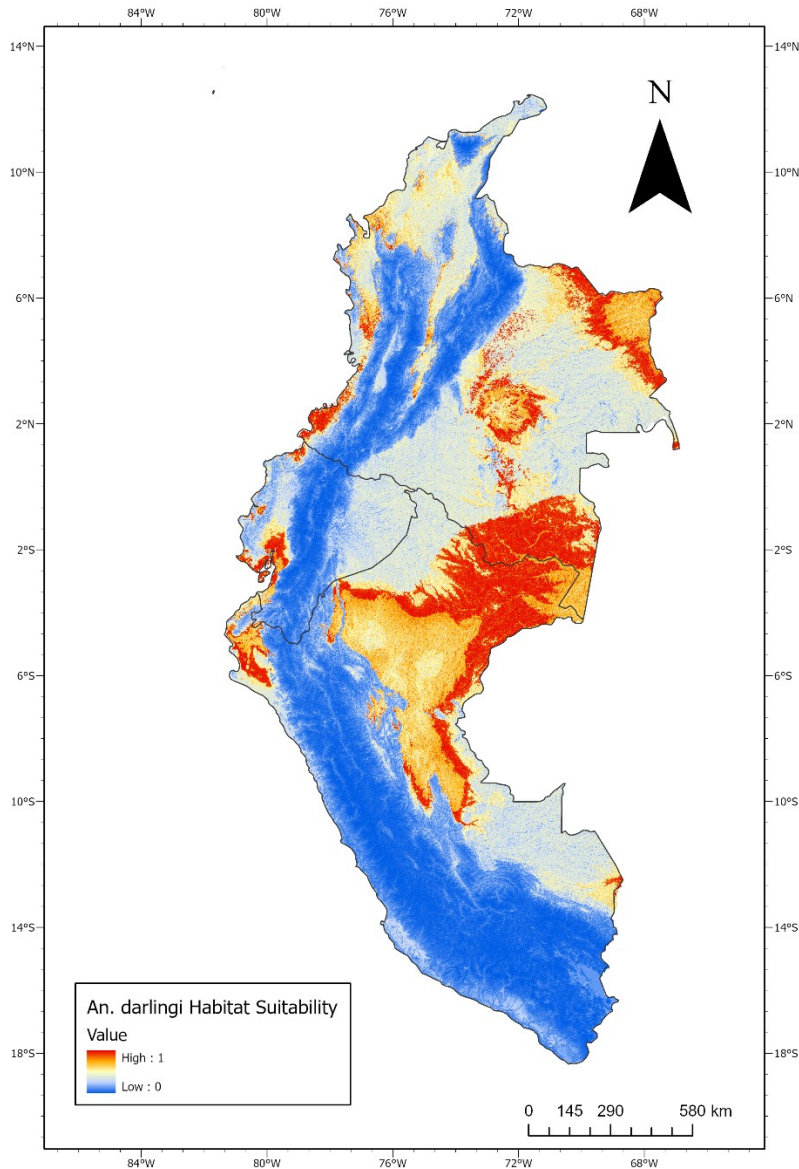 84°W 80°W 76°W 72°W 68°W
14°N 14°N
N
10°N 10°N
6°N 6°N
2°N 2°N
2°S 2°S
6°S 6°S
10°S 10°S
14°S 14°S
An. darlingi Habitat Suitability
Value
High : 1
Low : 0
18°S 18°S
0 145 290 580 km
84°W 80°W 76°W 72°W 68°W